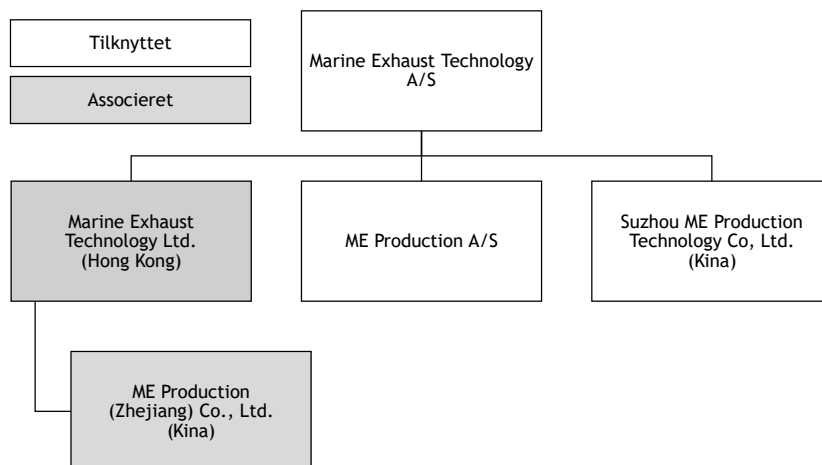 Tilknyttet
Associeret
Marine Exhaust Technology
A/S
Marine Exhaust
Technology Ltd.
(Hong Kong)
ME Production A/S
Suzhou ME Production
Technology Co, Ltd.
(Kina)
ME Production
(Zhejiang) Co., Ltd.
(Kina)